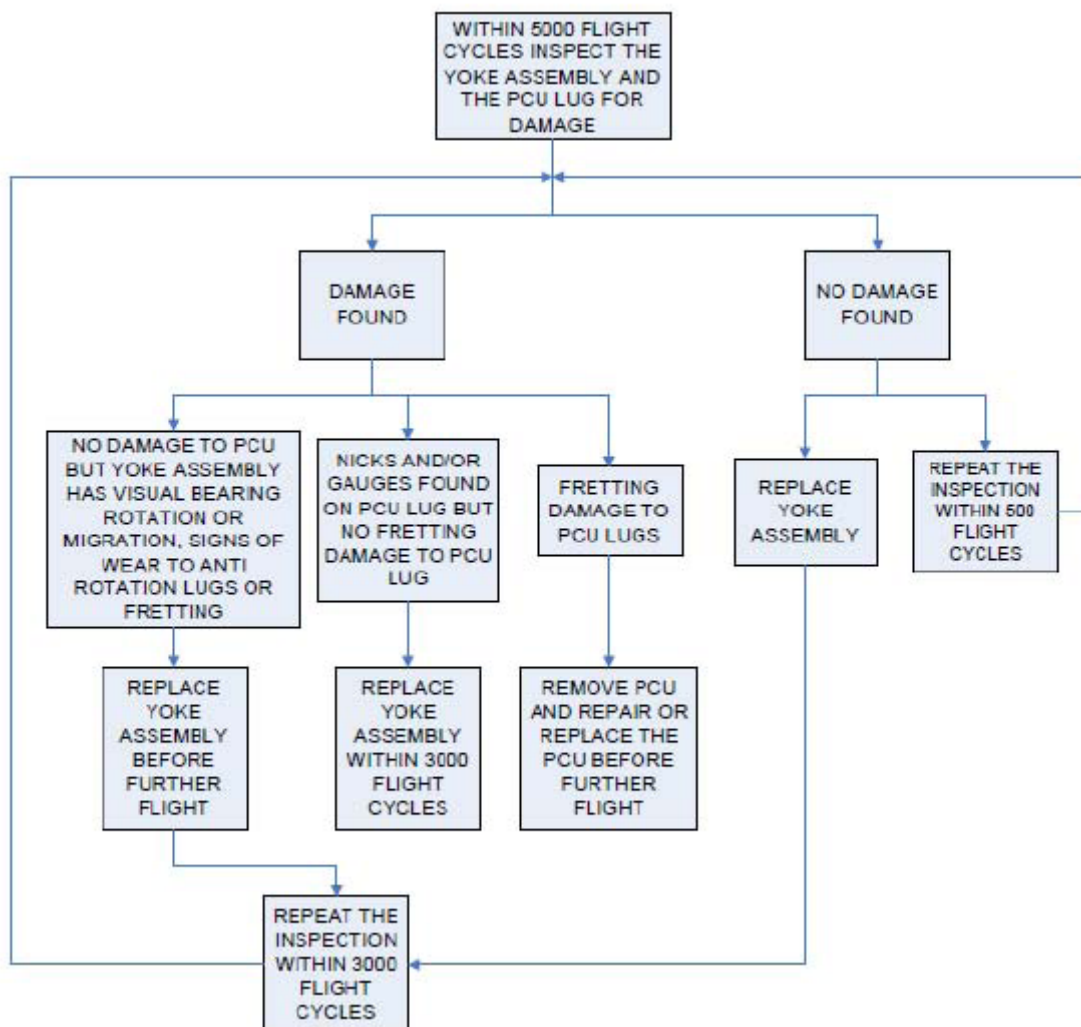 WITHIN 5000 FLIGHT
CYCLES INSPECT THE
YOKE ASSEMBLY AND
THE PCU LUG FOR
DAMAGE
DAMAGE
FOUND
NO DAMAGE
FOUND
NO DAMAGE TO PCU
BUT YOKE ASSEMBLY
HAS VISUAL BEARING
ROTATION OR
MIGRATION, SIGNS OF
WEAR TO ANTI
ROTATION LUGS OR
FRETTING
NICKS AND/OR
GAUGES FOUND
ON PCU LUG BUT
NO FRETTING
DAMAGE TO PCU
LUG
FRETTING
DAMAGE TO
PCU LUGS
REPLACE
YOKE
ASSEMBLY
REPEAT THE
INSPECTION
WITHIN 500
FLIGHT
CYCLES
REPLACE
YOKE
ASSEMBLY
BEFORE
FURTHER
FLIGHT
REPLACE
YOKE
ASSEMBLY
WITHIN 3000
FLIGHT
CYCLES
REMOVE PCU
AND REPAIR OR
REPLACE THE
PCU BEFORE
FURTHER
FLIGHT
REPEAT THE
INSPECTION
WITHIN 3000
FLIGHT
CYCLES